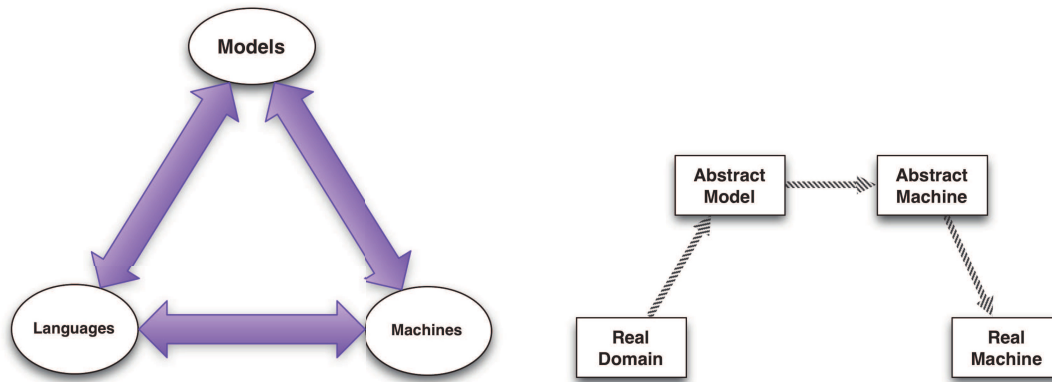 Models
Languages
Machines
Abstract
Model
Abstract
Machine
Real
Domain
Real
Machine